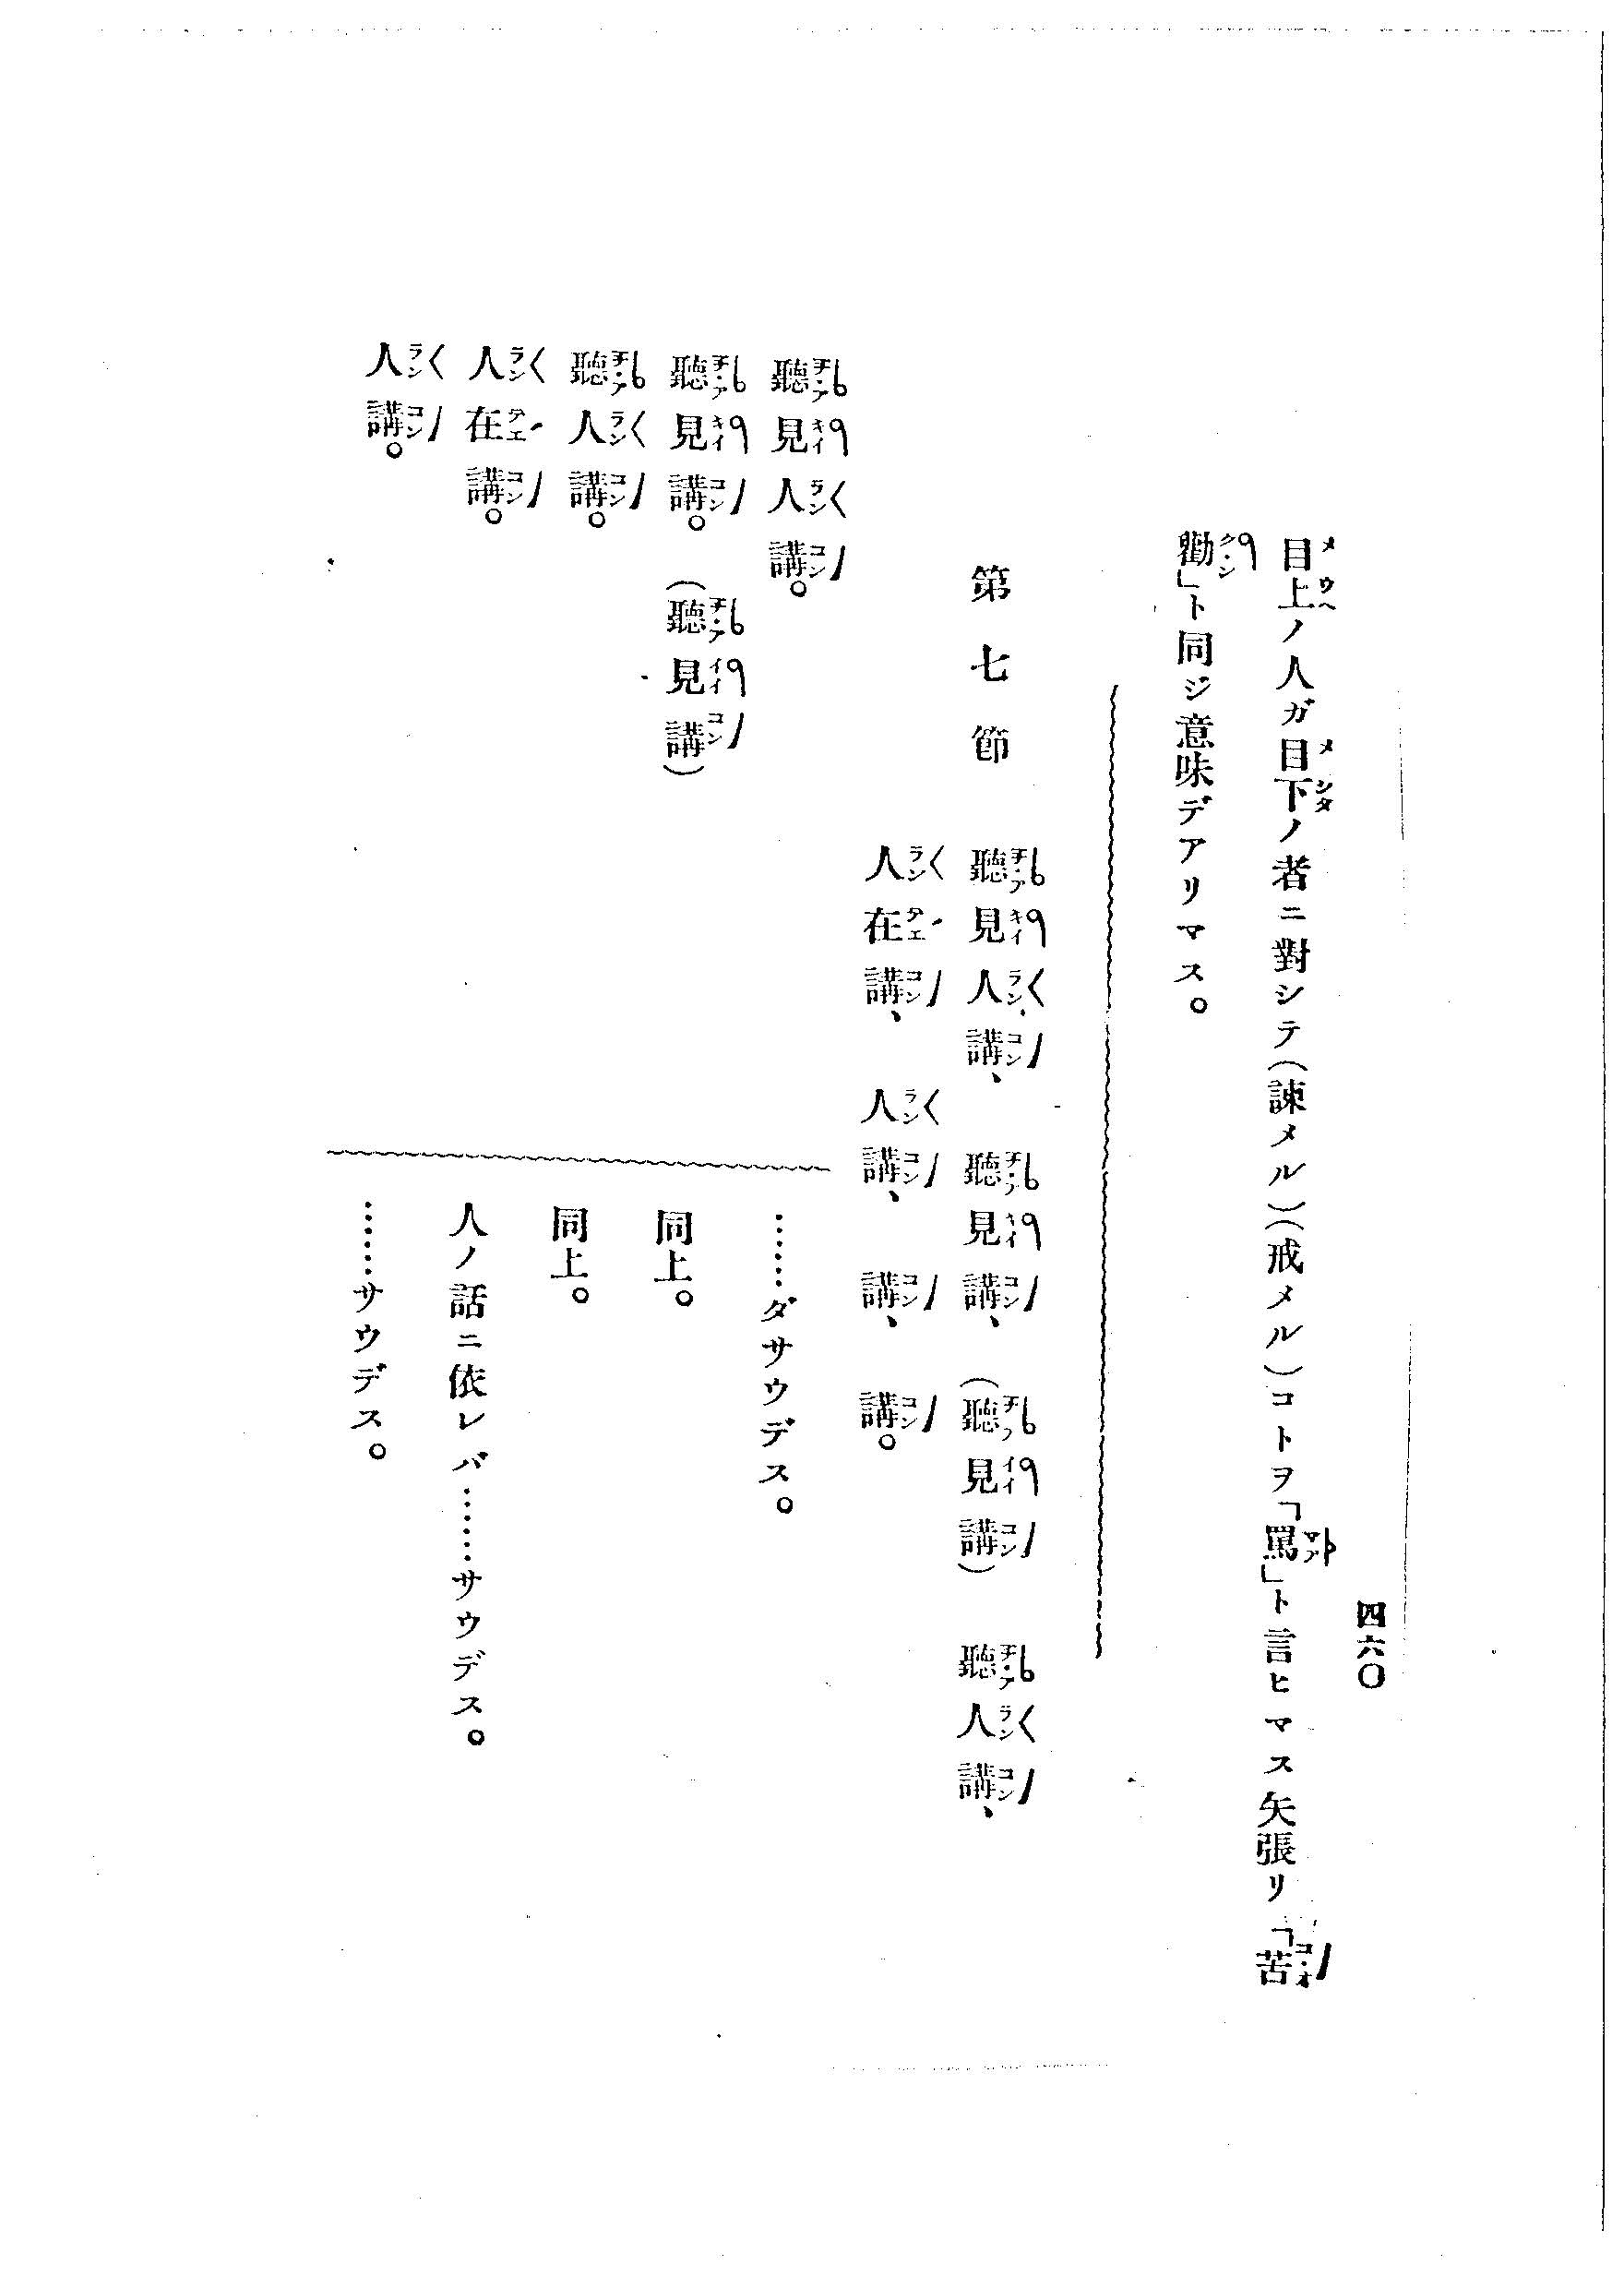 四六〇
目上ノ人ガ目下ノ者ニ對シテ(諫メル)(戒メル)コトヲ「罵」ト言ヒマス矢張リ「苦
勸」ト同ジ意味デアリマス。
第七節 聽見人講、聽見講、(聽見講)聽人講、
人在講、人講、講、講。
聽見人講。 ……ダサウデス。
聽見講。(聽見講) 同上。
聽人講。 同上。
人在講。 人ノ話ニ依レバ……サウデス。
人講。 ……サウデス。